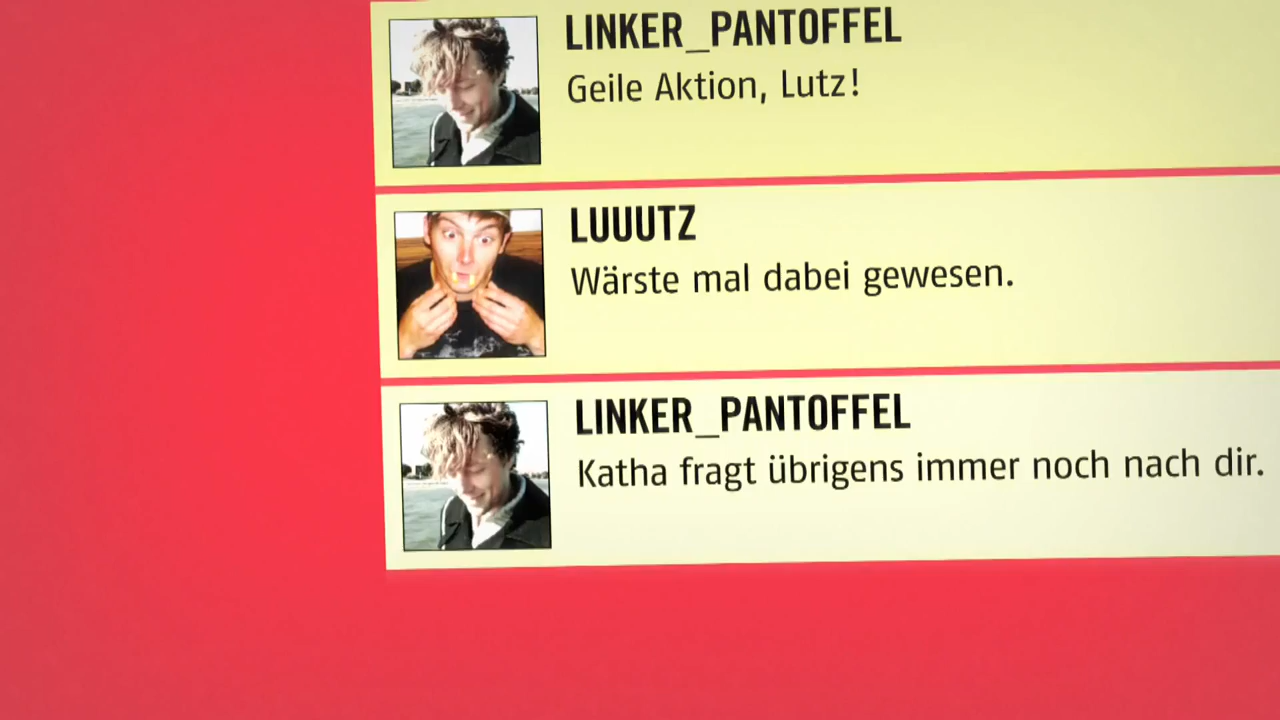 LINKER_PANTOFFEL
Geile Aktion, Lutz!
LUUUTZ
Wärste mal dabei gewesen.
LINKER_PANTOFFEL
Katha fragt übrigens immer noch nach dir.